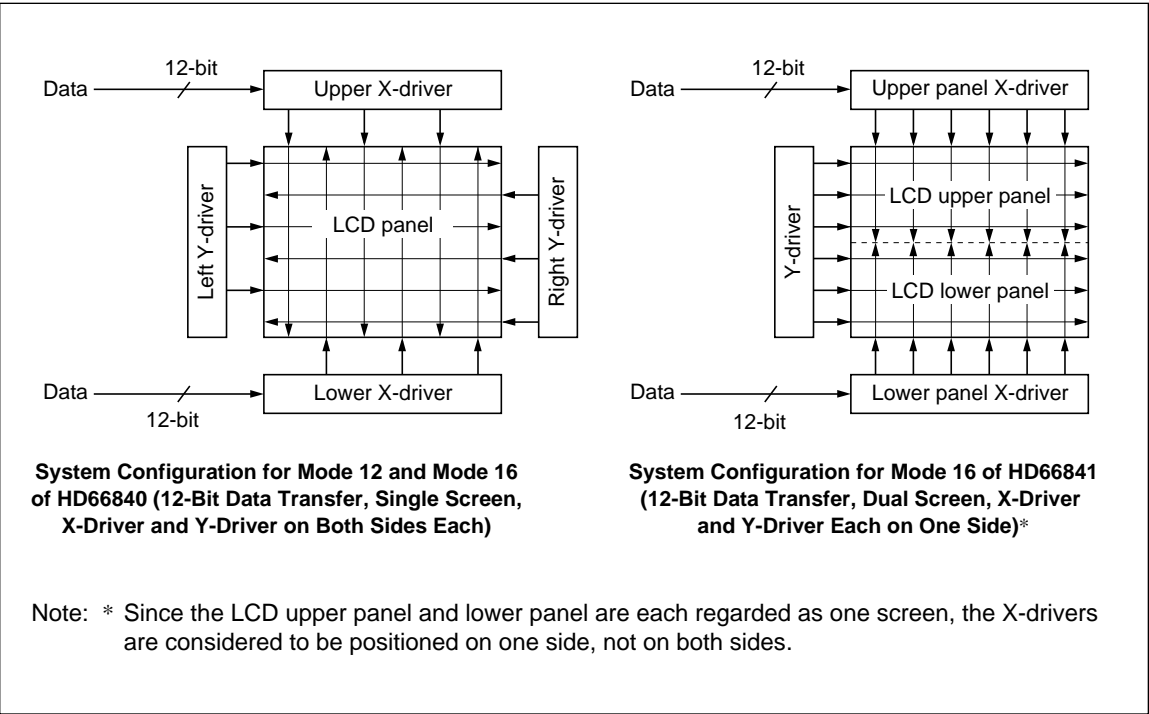 12-bit
Data
Upper X-driver
Left Y-driver
LCD panel
Right Y-driver
Data
Lower X-driver
12-bit
System Configuration for Mode 12 and Mode 16
of HD66840 (12-Bit Data Transfer, Single Screen,
X-Driver and Y-Driver on Both Sides Each)
12-bit
Data
Upper panel X-driver
Y-driver
LCD upper panel
LCD lower panel
Data
Lower panel X-driver
12-bit
System Configuration for Mode 16 of HD66841
(12-Bit Data Transfer, Dual Screen, X-Driver
and Y-Driver Each on One Side)*
Note: * Since the LCD upper panel and lower panel are each regarded as one screen, the X-drivers
are considered to be positioned on one side, not on both sides.